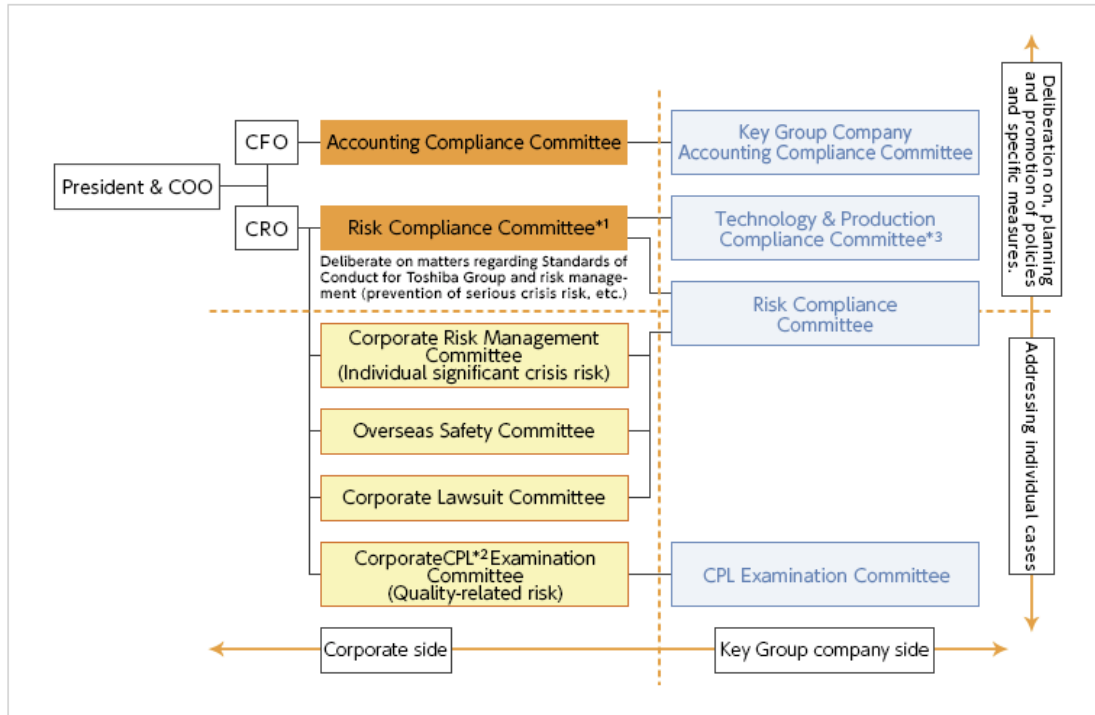 President & COO
CFO
CRO
Accounting Compliance Committee
Risk Compliance Committee*1
Deliberate on matters regarding Standards of
Conduct for Toshiba Group and risk manage-
ment (prevention of serious crisis risk, etc.)
Corporate Risk Management
Committee
(Individual significant crisis risk)
Overseas Safety Committee
Corporate Lawsuit Committee
CorporateCPL*2Examination
Committee
(Quality-related risk)
Key Group Company
Accounting Compliance Committee
Technology & Production
Compliance Committee*3
Risk Compliance
Committee
CPL Examination Committee
Deliberation on, planning
and promotion of policies
and specific measures.
Addressing individual cases
Corporate side
Key Group company side